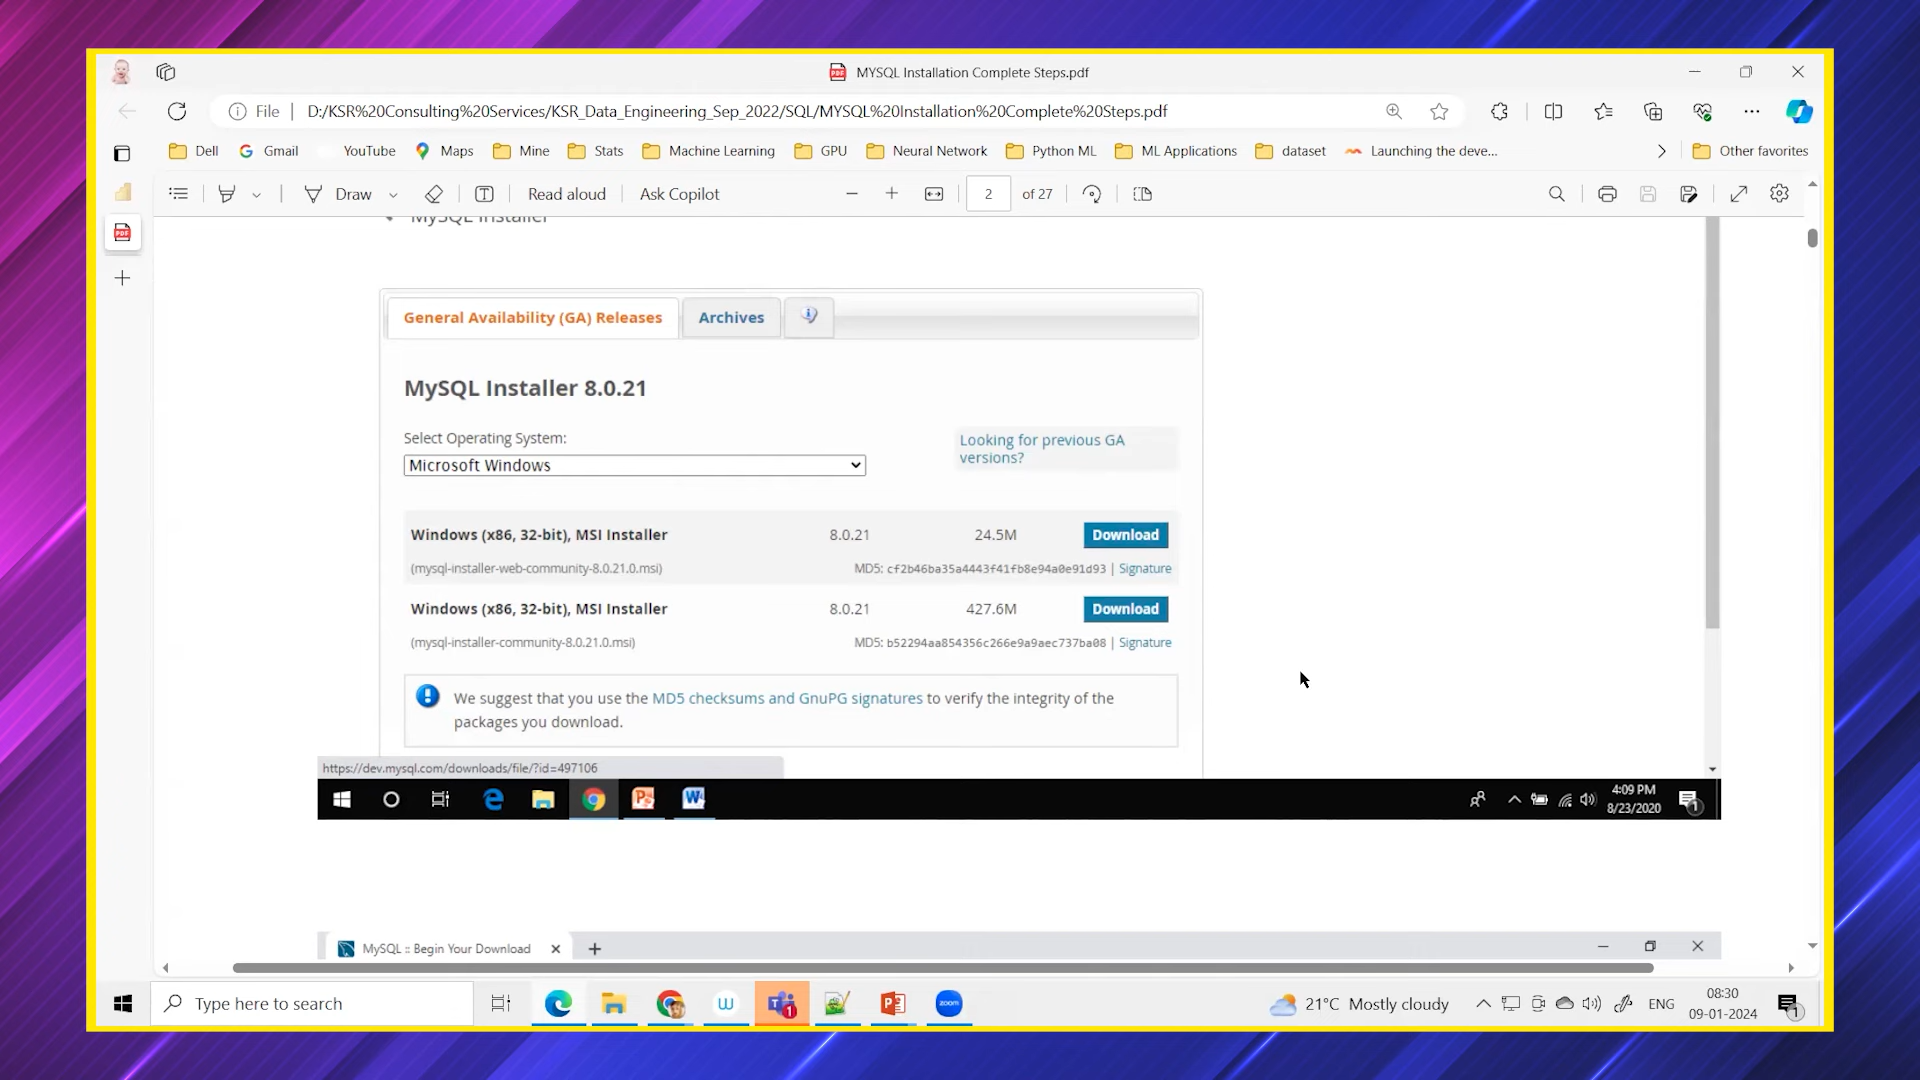 MYSQL Installation Complete Steps.pdf
File | D:/KSR%20Consulting%20Services/KSR_Data_Engineering_Sep_2022/SQL/MYSQL%20Installation%20Complete%20Steps.pdf
Dell Gmail YouTube Maps Mine Stats Machine Learning GPU Neural Network Python ML ML Applications dataset Launching the deve... Other favorites
Draw Read aloud Ask Copilot 2 of 27
MySQL Installer
General Availability (GA) Releases Archives
MySQL Installer 8.0.21
Select Operating System:
Looking for previous GA
versions?
Microsoft Windows
Windows (x86, 32-bit), MSI Installer 8.0.21 24.5M Download
(mysql-installer-web-community-8.0.21.0.msi) MD5: cf2b46ba35a4443f41fb8e94a0e91d93 | Signature
Windows (x86, 32-bit), MSI Installer 8.0.21 427.6M Download
(mysql-installer-community-8.0.21.0.msi) MD5: b52294aa854356c266e9a9aec737ba08 | Signature
We suggest that you use the MD5 checksums and GnuPG signatures to verify the integrity of the
packages you download.
https://dev.mysql.com/downloads/file/?id=497106
4:09 PM
8/23/2020
1
MySQL :: Begin Your Download
Type here to search
zoom
21°C Mostly cloudy
ENG
08:30
09-01-2024
1